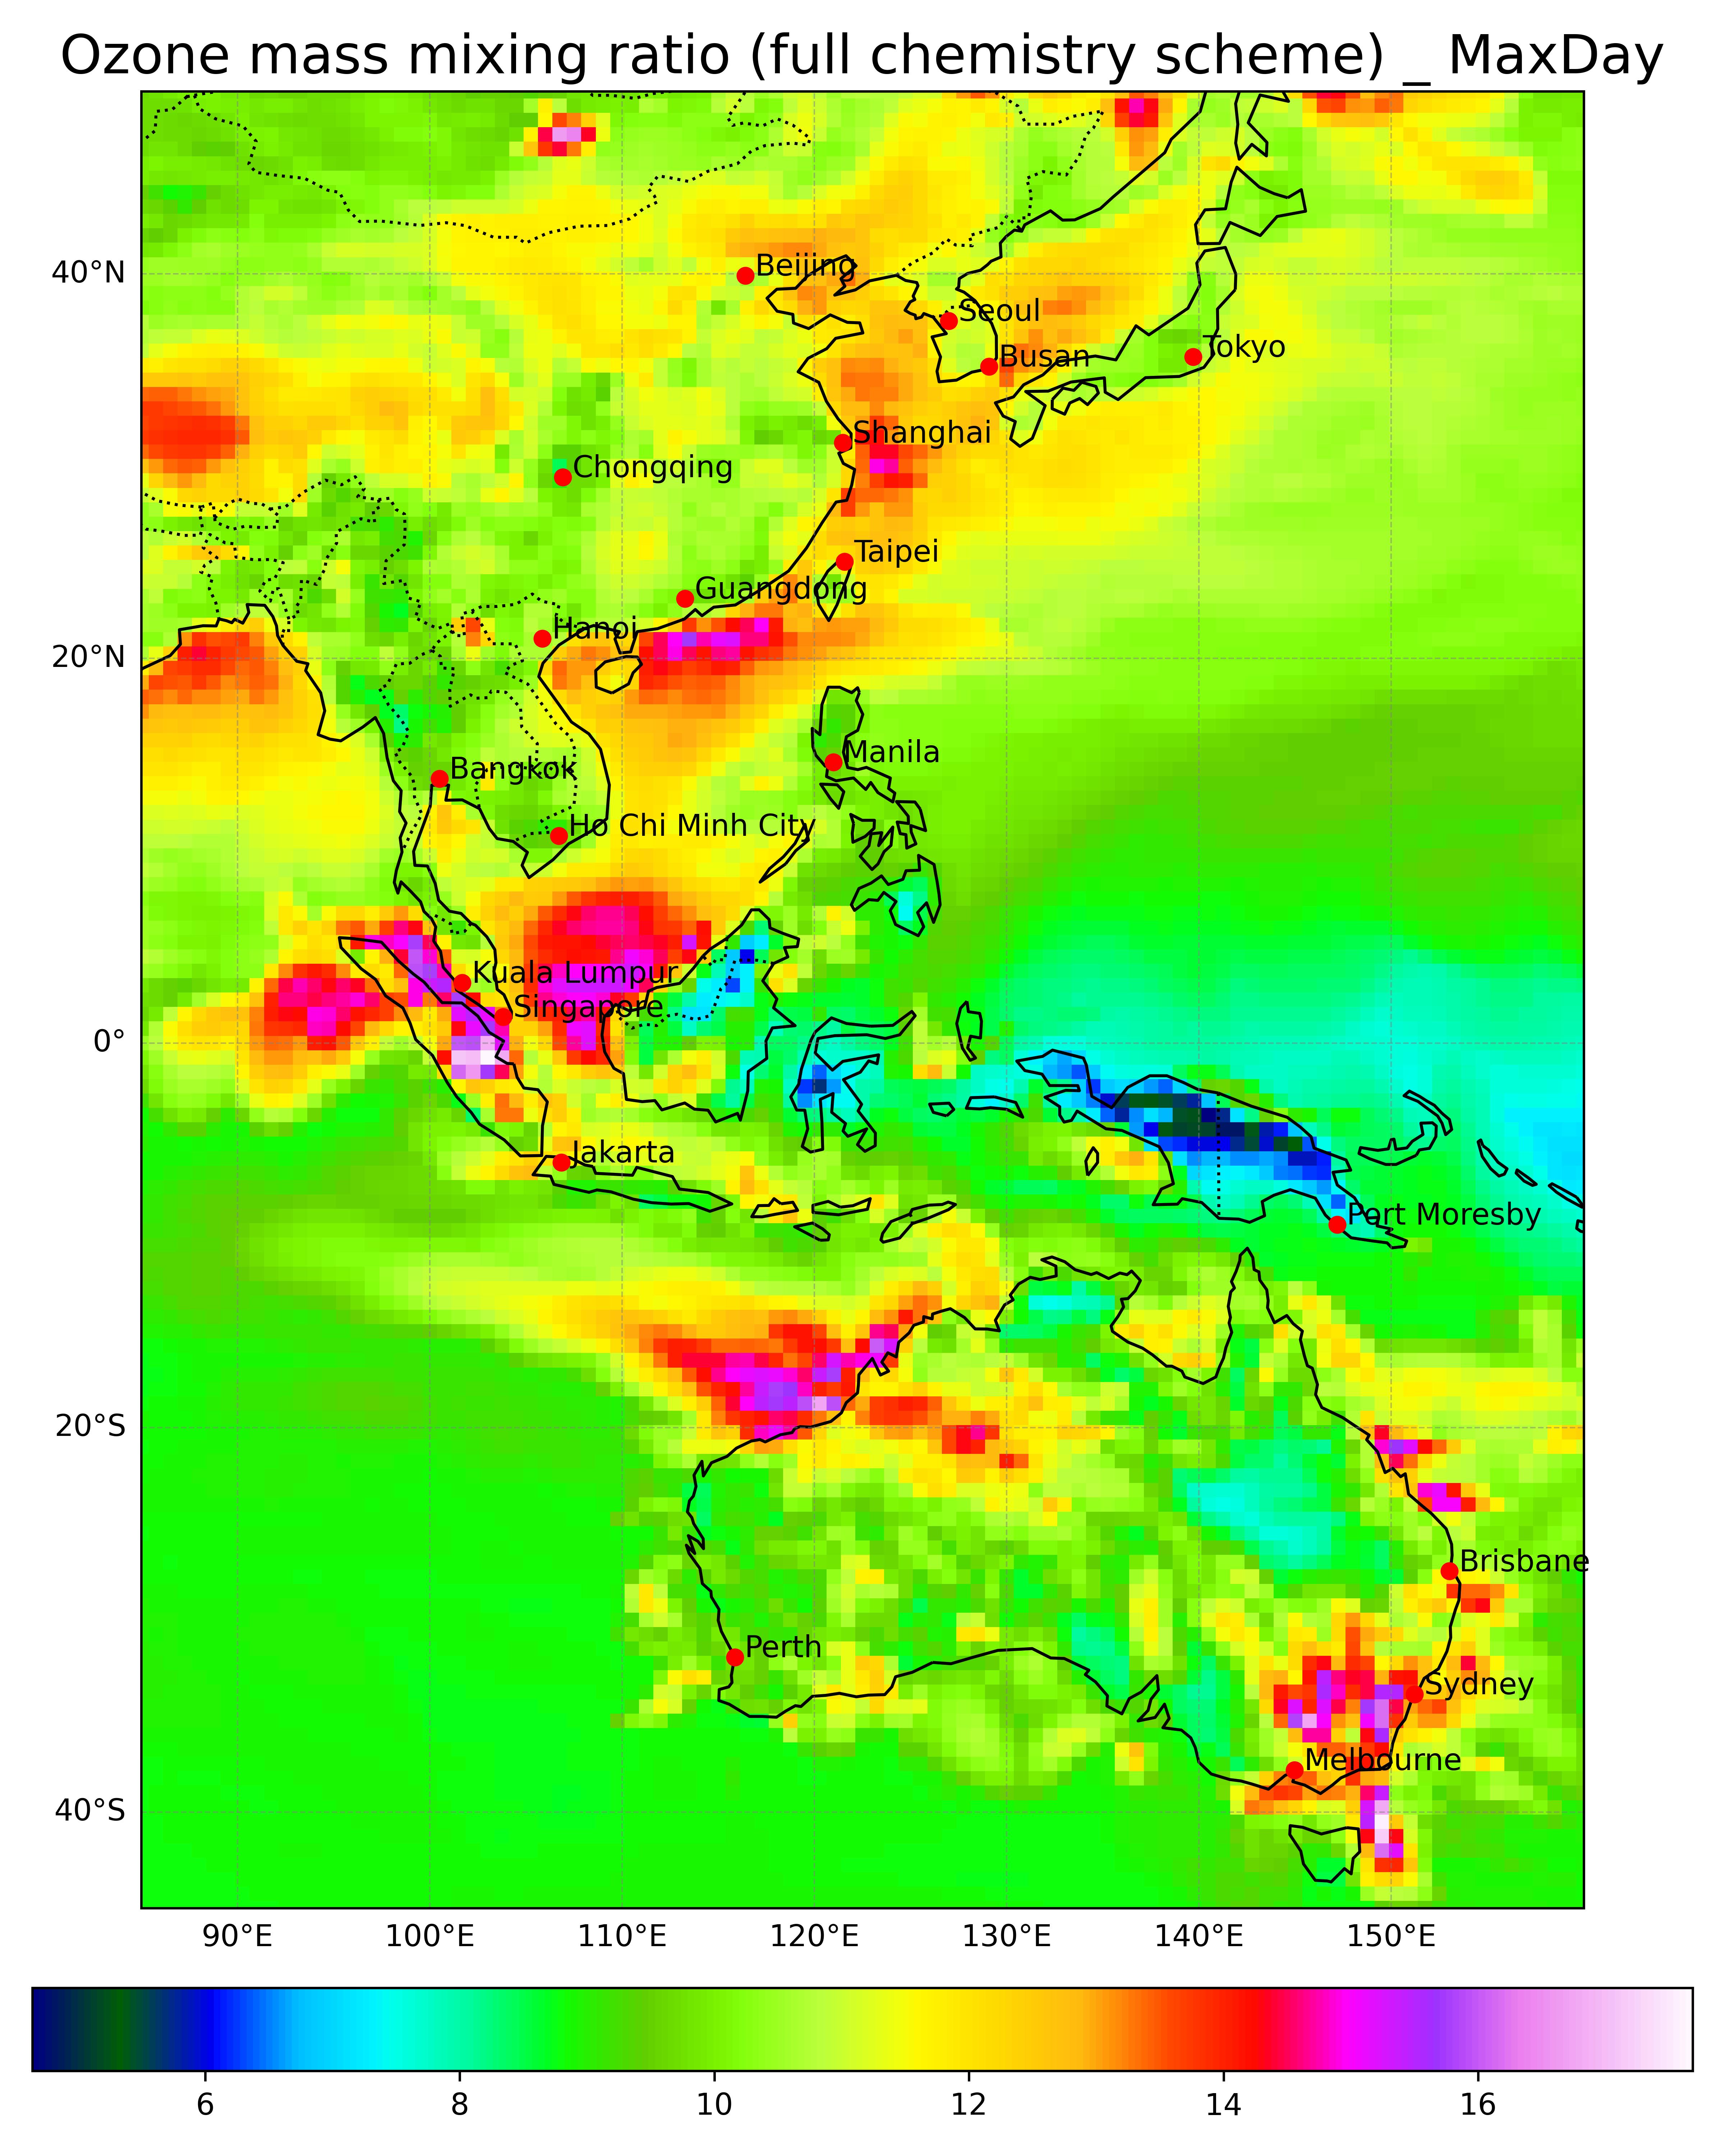 Ozone mass mixing ratio (full chemistry scheme) _ MaxDay
40°N
20°N
0°
20°S
40°S
Beijing
Seoul
Busan
Tokyo
Shanghai
Chongqing
Taipei
Guangdong
Hanoi
Manila
Bangkok
Ho Chi Minh City
Kuala Lumpur
Singapore
Jakarta
Port Moresby
Brisbane
Perth
Sydney
Melbourne
90°E 100°E 110°E 120°E 130°E 140°E 150°E
6 8 10 12 14 16